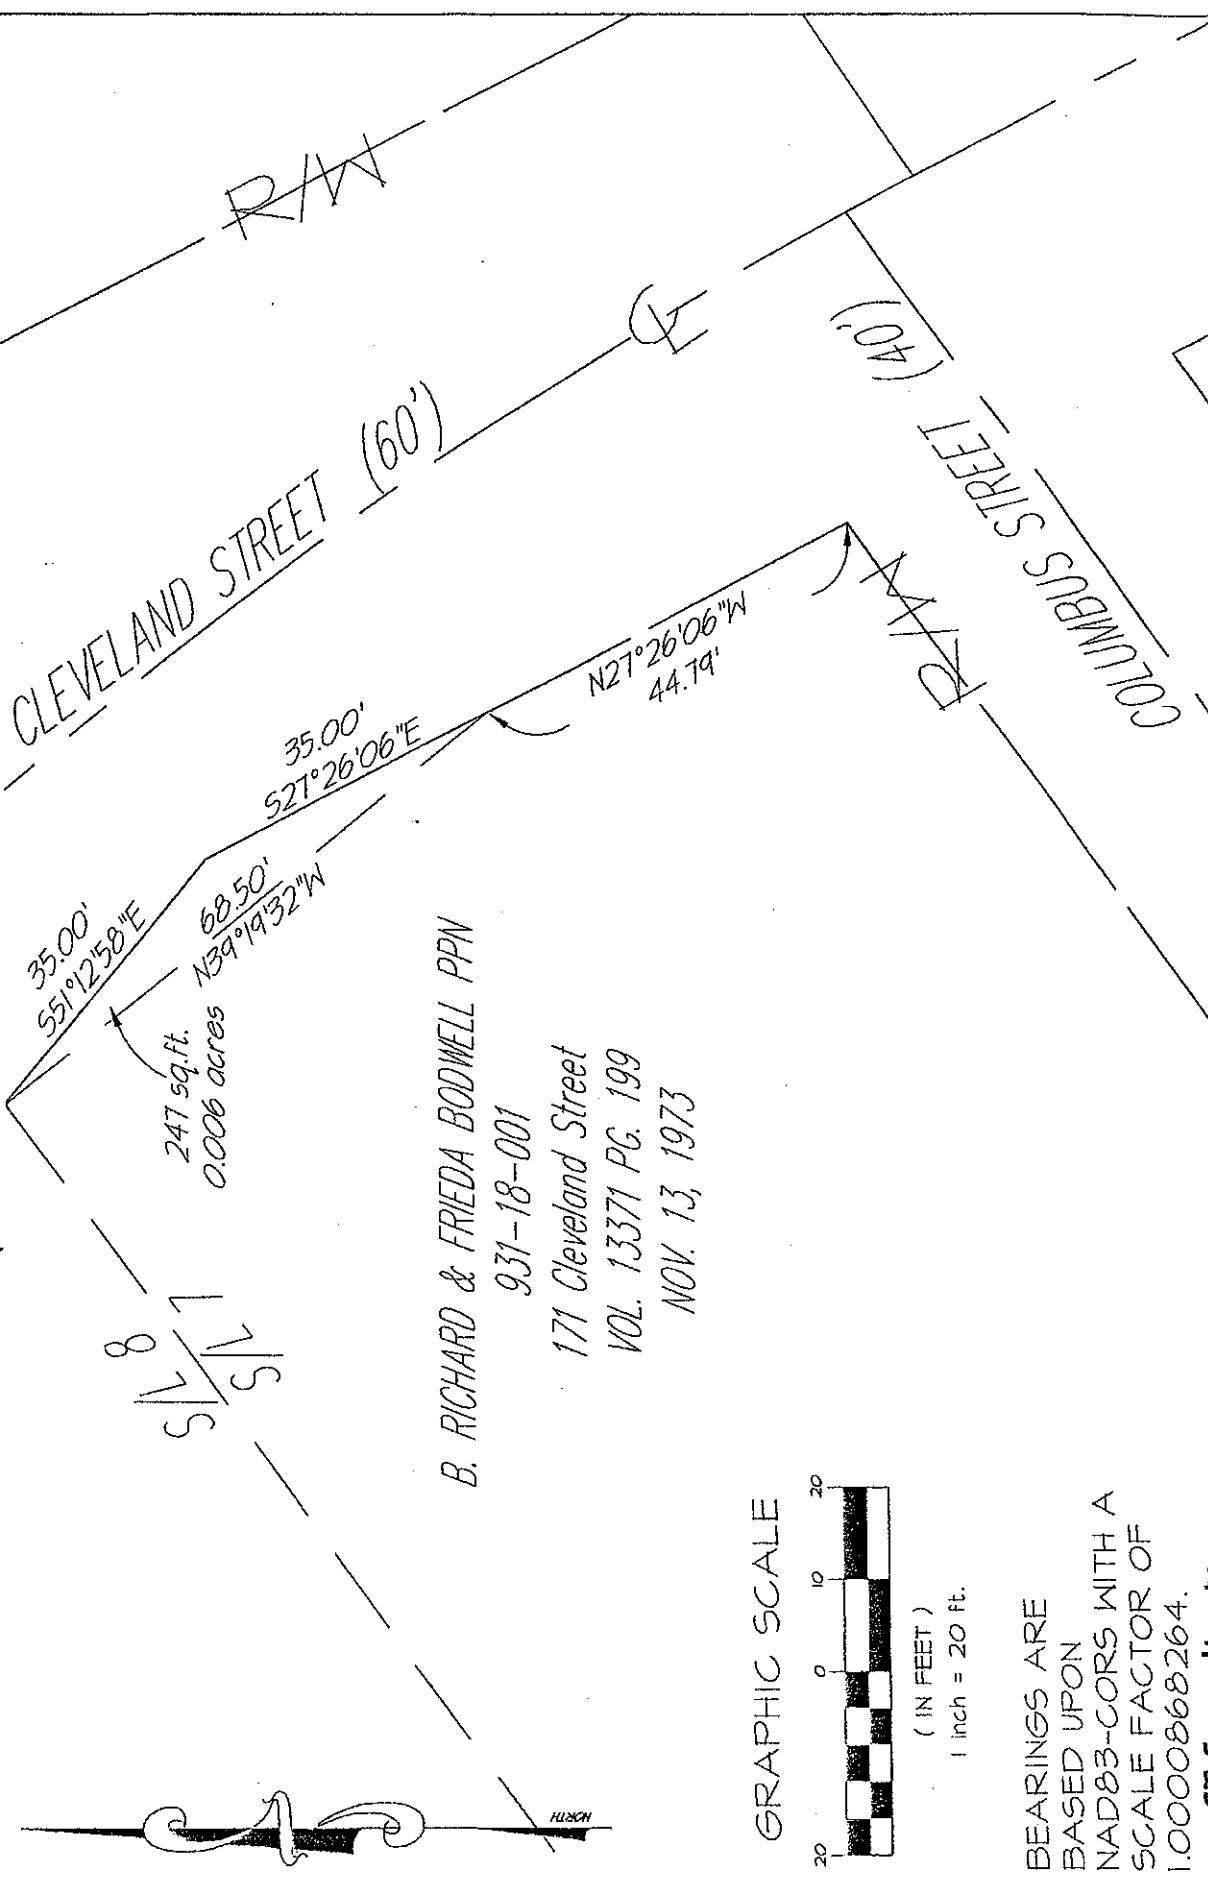 R/W
CLEVELAND STREET (60')
COLUMBUS STREET (40')
R/W
35.00'
S51°12'58"E
35.00'
S27°26'06"E
68.50'
N39°19'32"W
N27°26'06"W
44.79'
247 sq.ft.
0.006 acres
S/L 8
S/L 1
B. RICHARD & FRIEDA BODWELL PPN
931-18-001
171 Cleveland Street
VOL. 13371 PG. 199
NOV. 13, 1973
NORTH
GRAPHIC SCALE
20 0 10 20
( IN FEET )
1 inch = 20 ft.
BEARINGS ARE
BASED UPON
NAD83-CORS WITH A
SCALE FACTOR OF
1.0000868264.